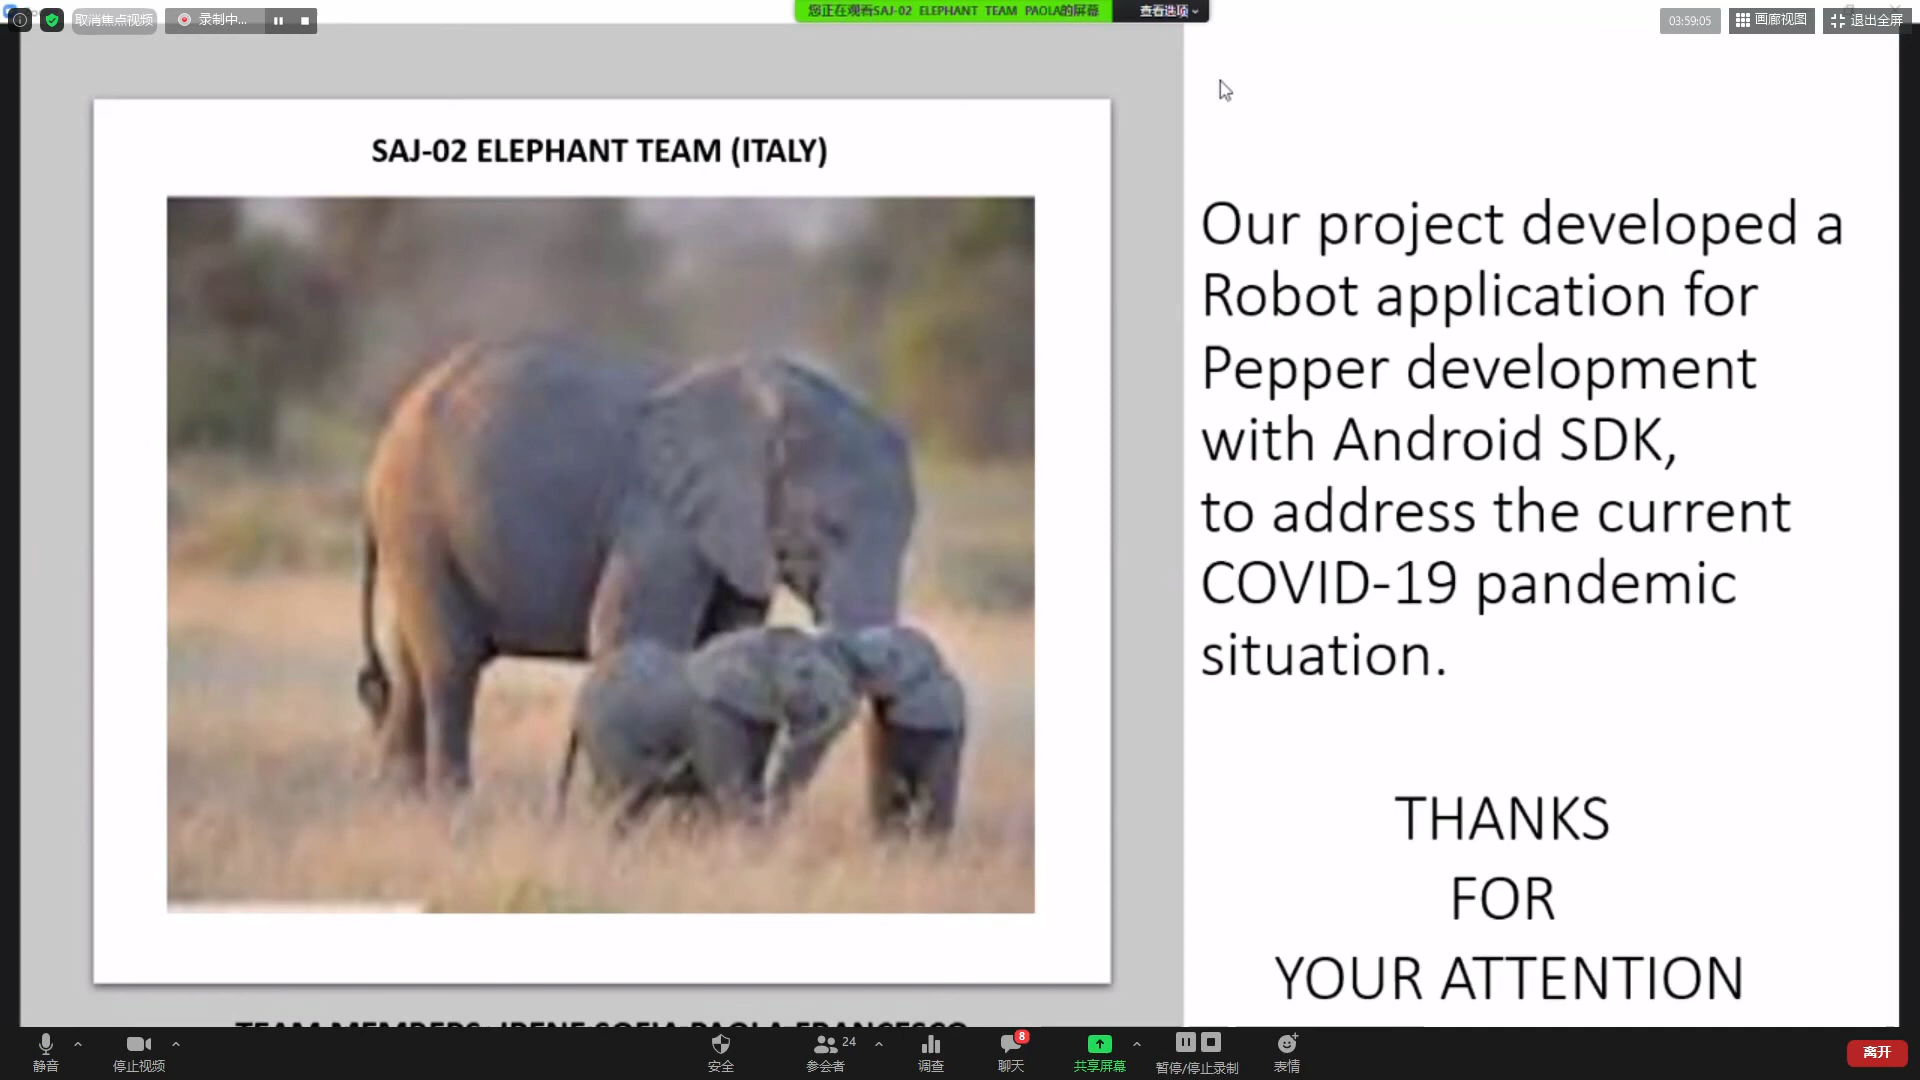 取消焦点视频
录制中...
您正在观看SAJ-02 ELEPHANT TEAM PAOLA的屏幕
查看选项
03:59:05
画廊视图
退出全屏
SAJ-02 ELEPHANT TEAM (ITALY)
Our project developed a
Robot application for
Pepper development
with Android SDK,
to address the current
COVID-19 pandemic
situation.
THANKS
FOR
YOUR ATTENTION
TEAM MEMBERS: IRENE SOFIA PAOLA FRANCESCO
静音
停止视频
安全
24
参会者
调查
8
聊天
共享屏幕
暂停/停止录制
表情
离开